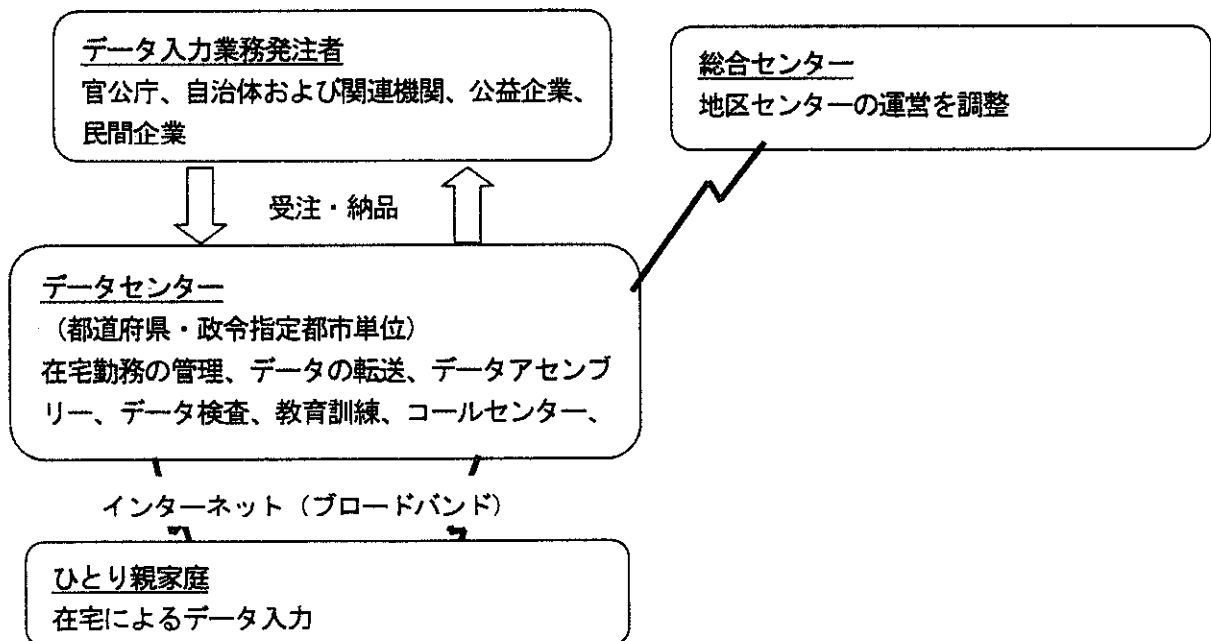 データ入力業務発注者
官公庁、自治体および関連機関、公益企業、
民間企業
総合センター
地区センターの運営を調整
受注・納品
データセンター
（都道府県・政令指定都市単位）
在宅勤務の管理、データの転送、データアセンブ
リー、データ検査、教育訓練、コールセンター、
インターネット（ブロードバンド）
ひとり親家庭
在宅によるデータ入力